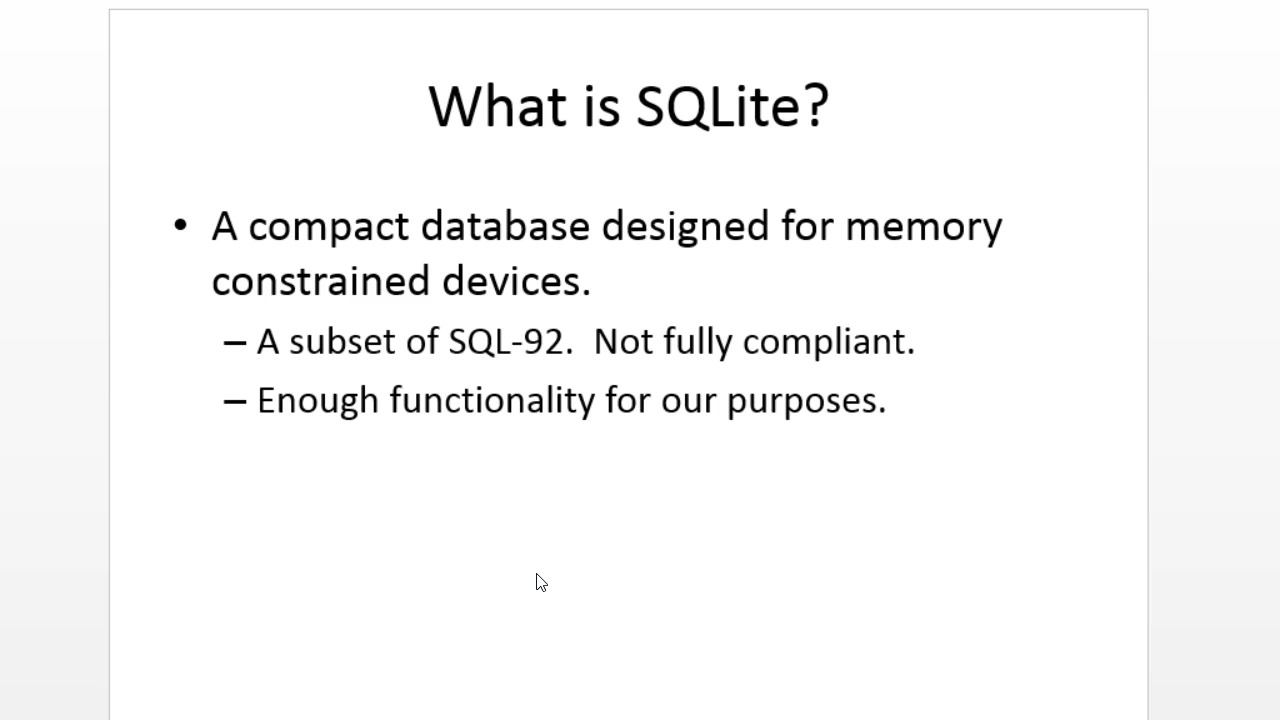 What is SQLite?
• A compact database designed for memory
constrained devices.
– A subset of SQL-92.  Not fully compliant.
– Enough functionality for our purposes.